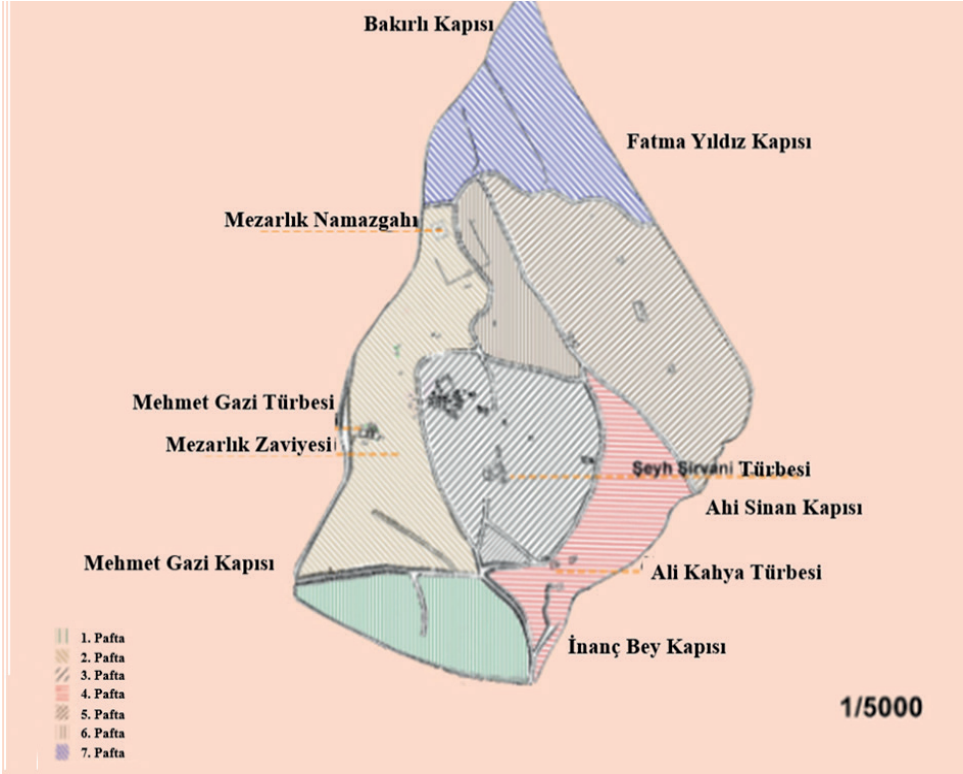 Bakırlı Kapısı
Fatma Yıldız Kapısı
Mezarlık Namazgahı
Mehmet Gazi Türbesi
Mezarlık Zaviyesi
Şeyh Şirvani Türbesi
Ahi Sinan Kapısı
Mehmet Gazi Kapısı
Ali Kahya Türbesi
İnanç Bey Kapısı
1. Pafta
2. Pafta
3. Pafta
4. Pafta
5. Pafta
6. Pafta
7. Pafta
1/5000